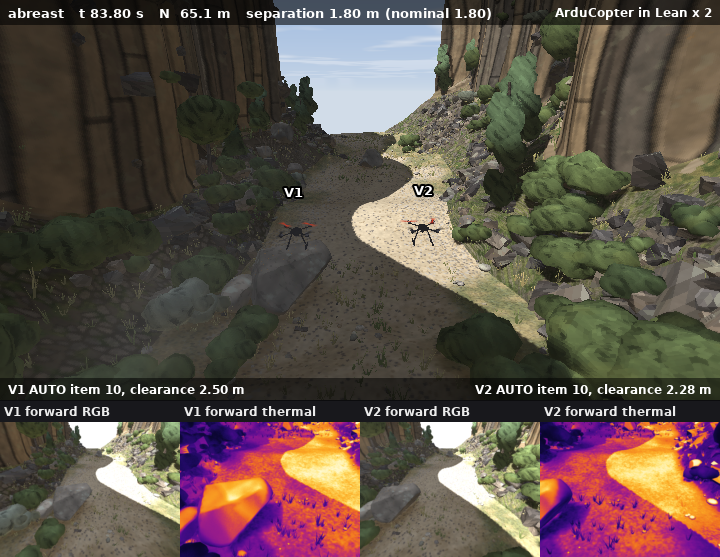 abreast t 83.80 s N 65.1 m separation 1.80 m (nominal 1.80)
ArduCopter in Lean x 2
V1
V2
V1 AUTO item 10, clearance 2.50 m
V2 AUTO item 10, clearance 2.28 m
V1 forward RGB
V1 forward thermal
V2 forward RGB
V2 forward thermal